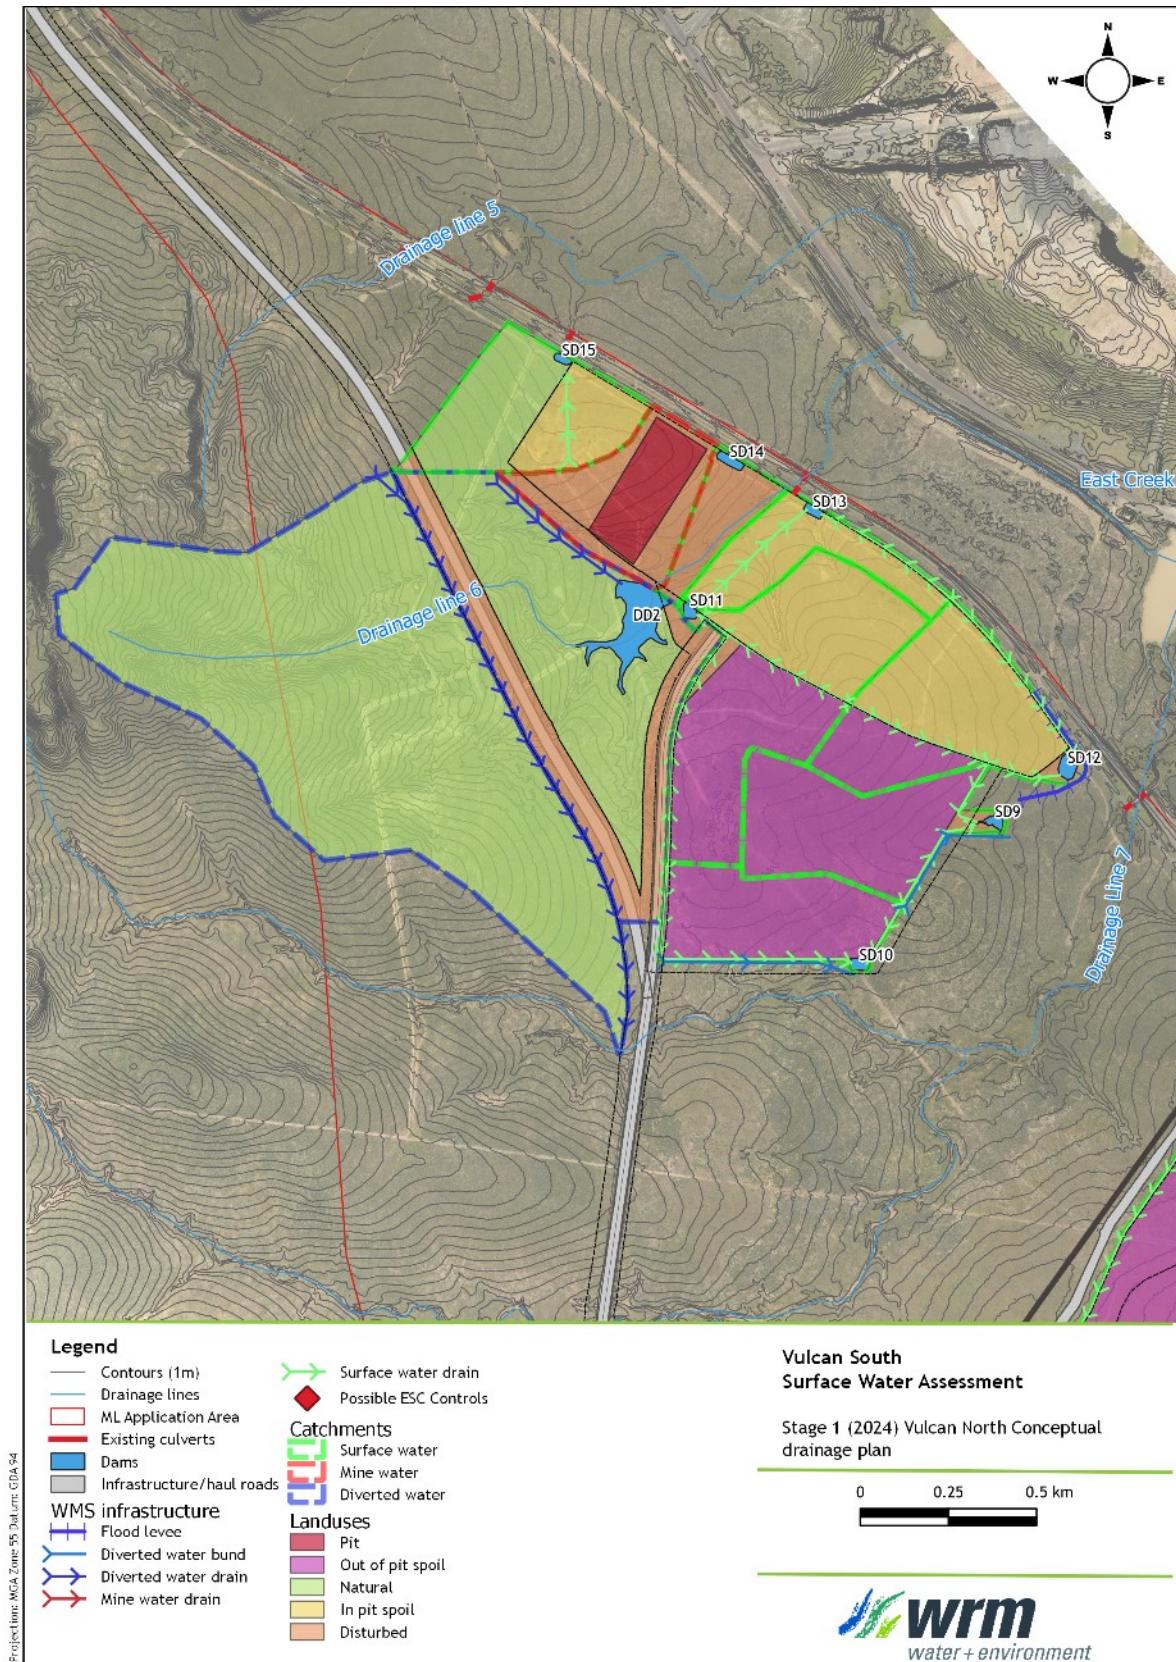 N
W E
S
Drainage line 5
SD15
SD14
SD13
East Creek
Drainage line 6
DD2
SD11
SD12
SD9
SD10
Drainage Line 7
Legend
Contours (1m)
Drainage lines
ML Application Area
Existing culverts
Dams
Infrastructure/haul roads
WMS infrastructure
Flood levee
Diverted water bund
Diverted water drain
Mine water drain
Surface water drain
Possible ESC Controls
Catchments
Surface water
Mine water
Diverted water
Landuses
Pit
Out of pit spoil
Natural
In pit spoil
Disturbed
Vulcan South
Surface Water Assessment
Stage 1 (2024) Vulcan North Conceptual
drainage plan
0 0.25 0.5 km
wrm
water + environment
Projection: MGA Zone 55 Datum: GDA94